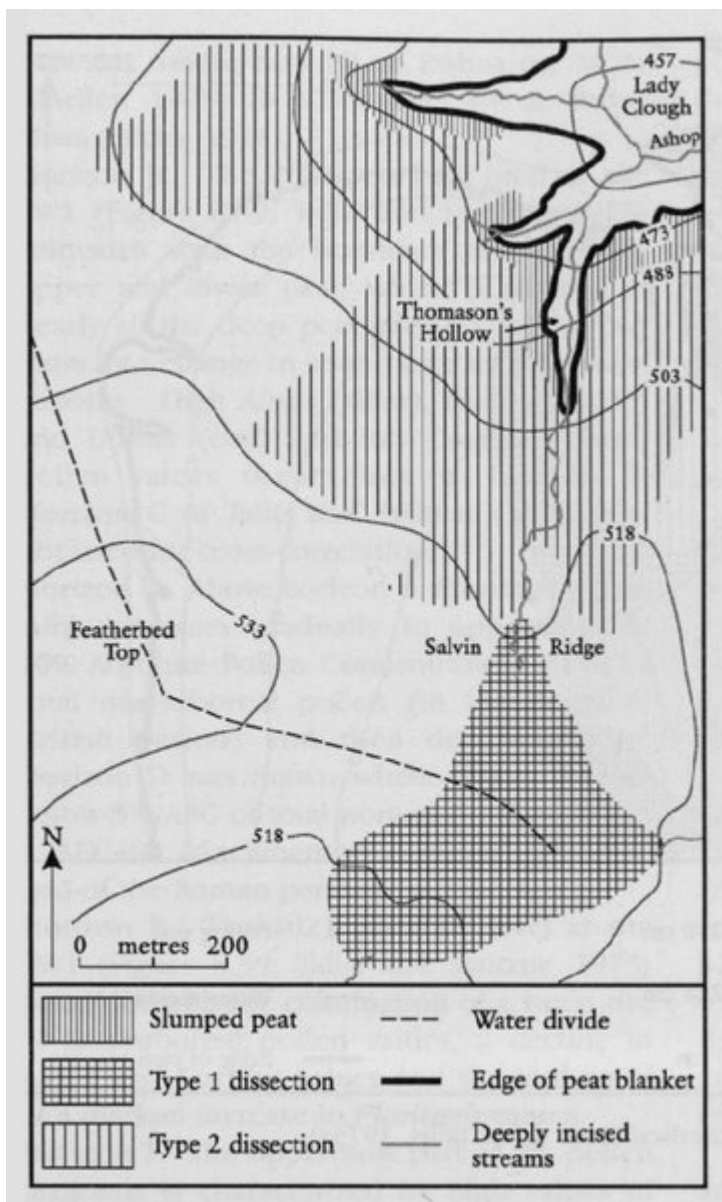 457
Lady
Clough
Ashop
473
488
Thomason's
Hollow
503
518
533
Featherbed
Top
Salvin Ridge
N
518
0 metres 200
Slumped peat
Water divide
Type 1 dissection
Edge of peat blanket
Type 2 dissection
Deeply incised
streams